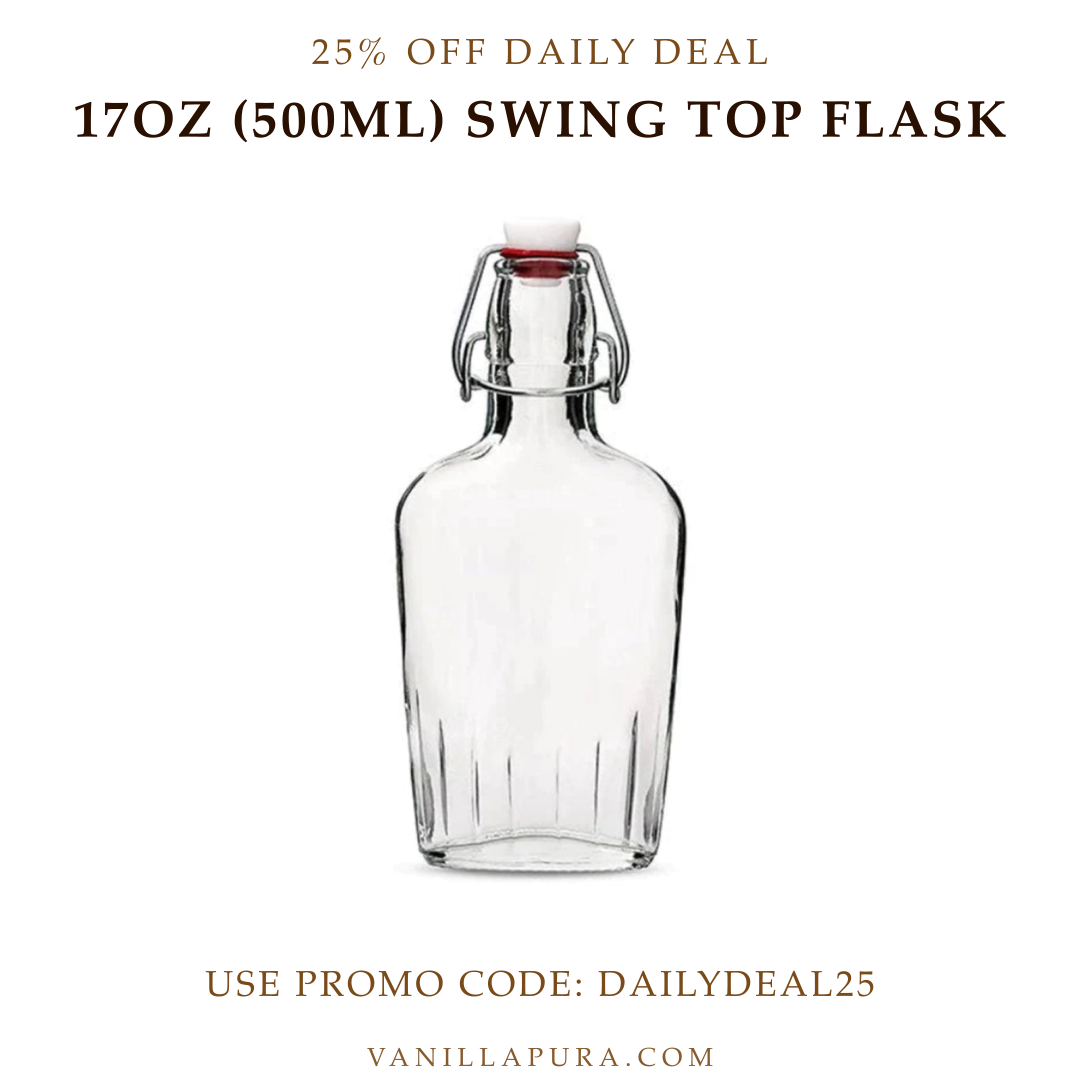 25% OFF DAILY DEAL
17OZ (500ML) SWING TOP FLASK
USE PROMO CODE: DAILYDEAL25
VANILLAPURA.COM